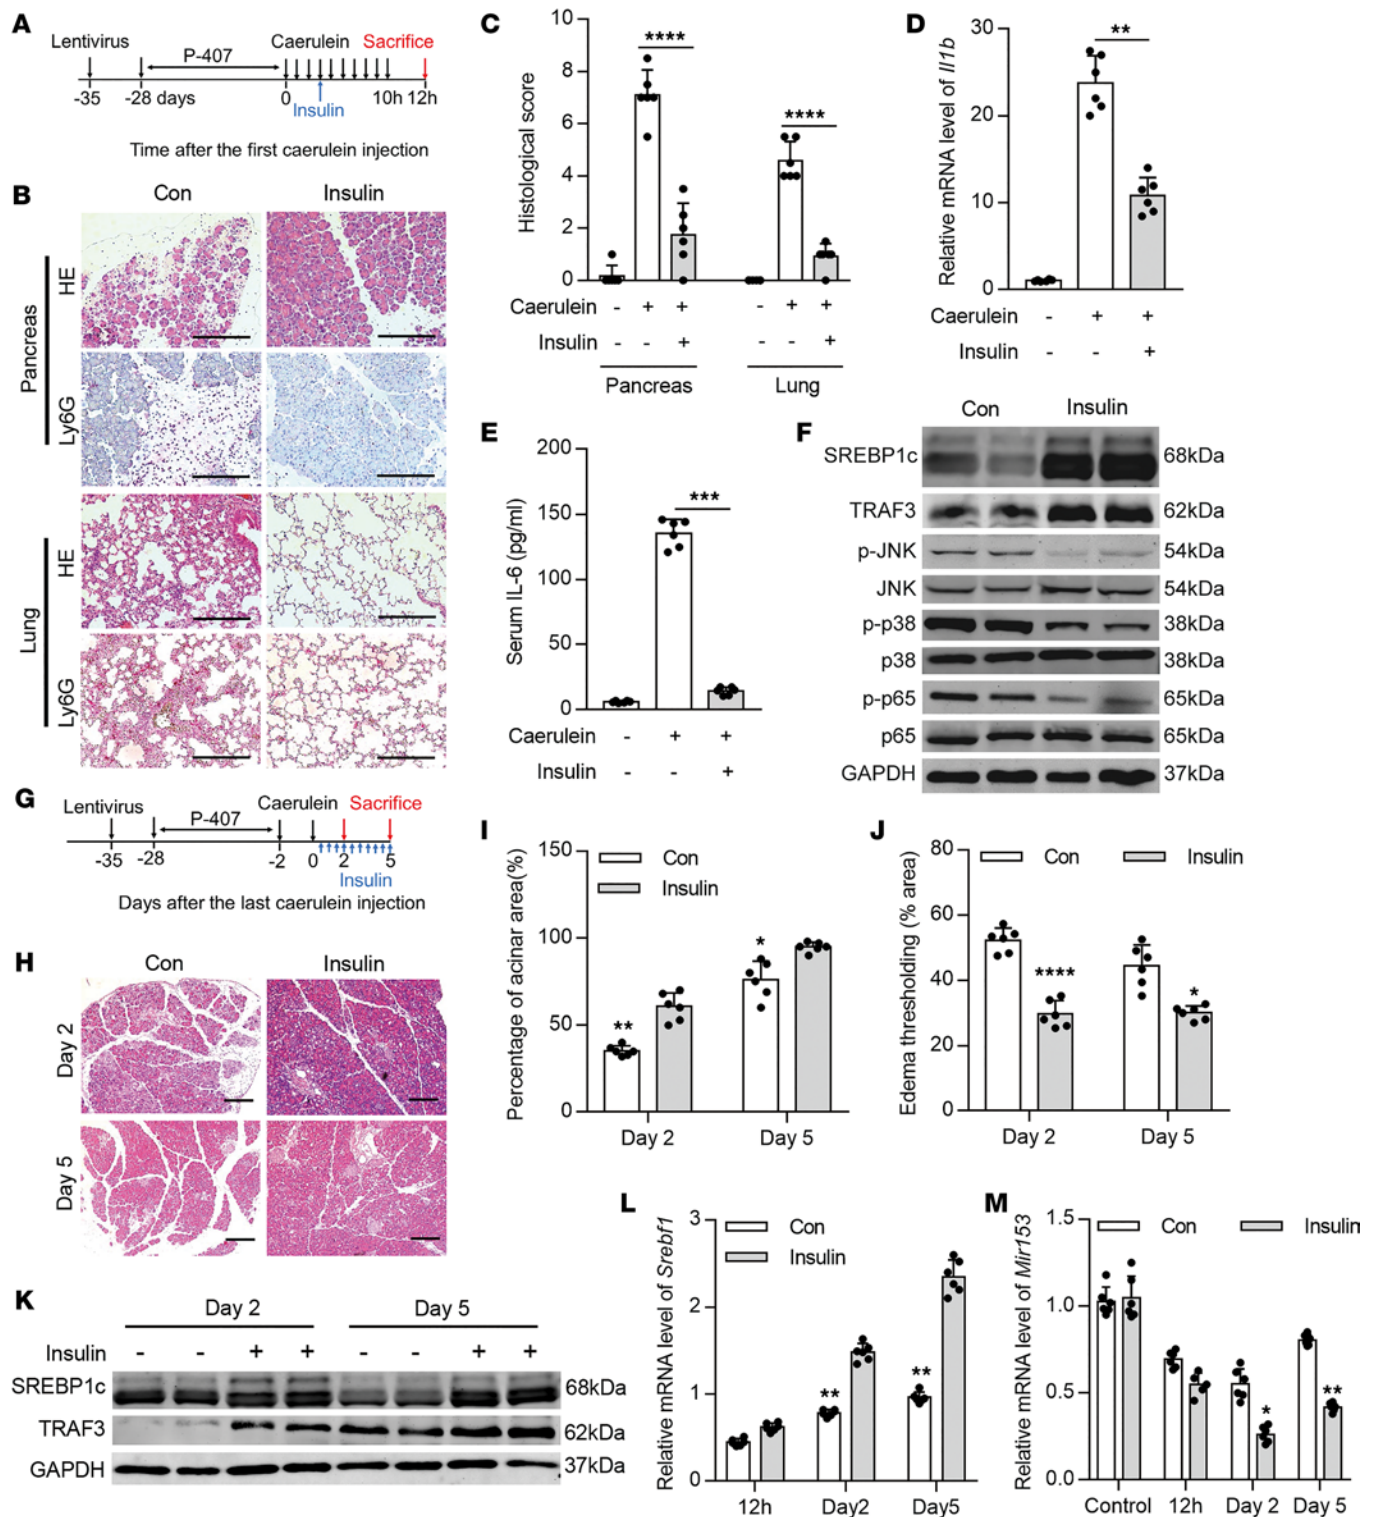 A
Lentivirus
P-407
Caerulein
Sacrifice
-35
-28 days
0
Insulin
10h
12h
Time after the first caerulein injection
B
Con
Insulin
Pancreas
HE
Ly6G
Lung
HE
Ly6G
C
Histological score
10
8
6
4
2
0
****
****
Caerulein - + + - + +
Insulin - - + - - +
Pancreas
Lung
D
Relative mRNA level of Il1b
30
20
10
0
**
Caerulein - + +
Insulin - - +
E
Serum IL-6 (pg/ml)
200
150
100
50
0
***
Caerulein - + +
Insulin - - +
F
Con
Insulin
SREBP1c 68kDa
TRAF3 62kDa
p-JNK 54kDa
JNK 54kDa
p-p38 38kDa
p38 38kDa
p-p65 65kDa
p65 65kDa
GAPDH 37kDa
G
Lentivirus
P-407
Caerulein
Sacrifice
-35
-28
-2
0
2
5
Insulin
Days after the last caerulein injection
H
Con
Insulin
Day 2
Day 5
I
Percentage of acinar area(%)
150
100
50
0
Con
Insulin
**
*
Day 2
Day 5
J
Edema thresholding (% area)
80
60
40
20
0
Con
Insulin
****
*
Day 2
Day 5
K
Day 2
Day 5
Insulin - - + + - - + +
SREBP1c 68kDa
TRAF3 62kDa
GAPDH 37kDa
L
Relative mRNA level of Srebf1
3
2
1
0
Con
Insulin
**
**
12h
Day2
Day5
M
Relative mRNA level of Mir153
1.5
1.0
0.5
0.0
Con
Insulin
*
**
Control
12h
Day 2
Day 5